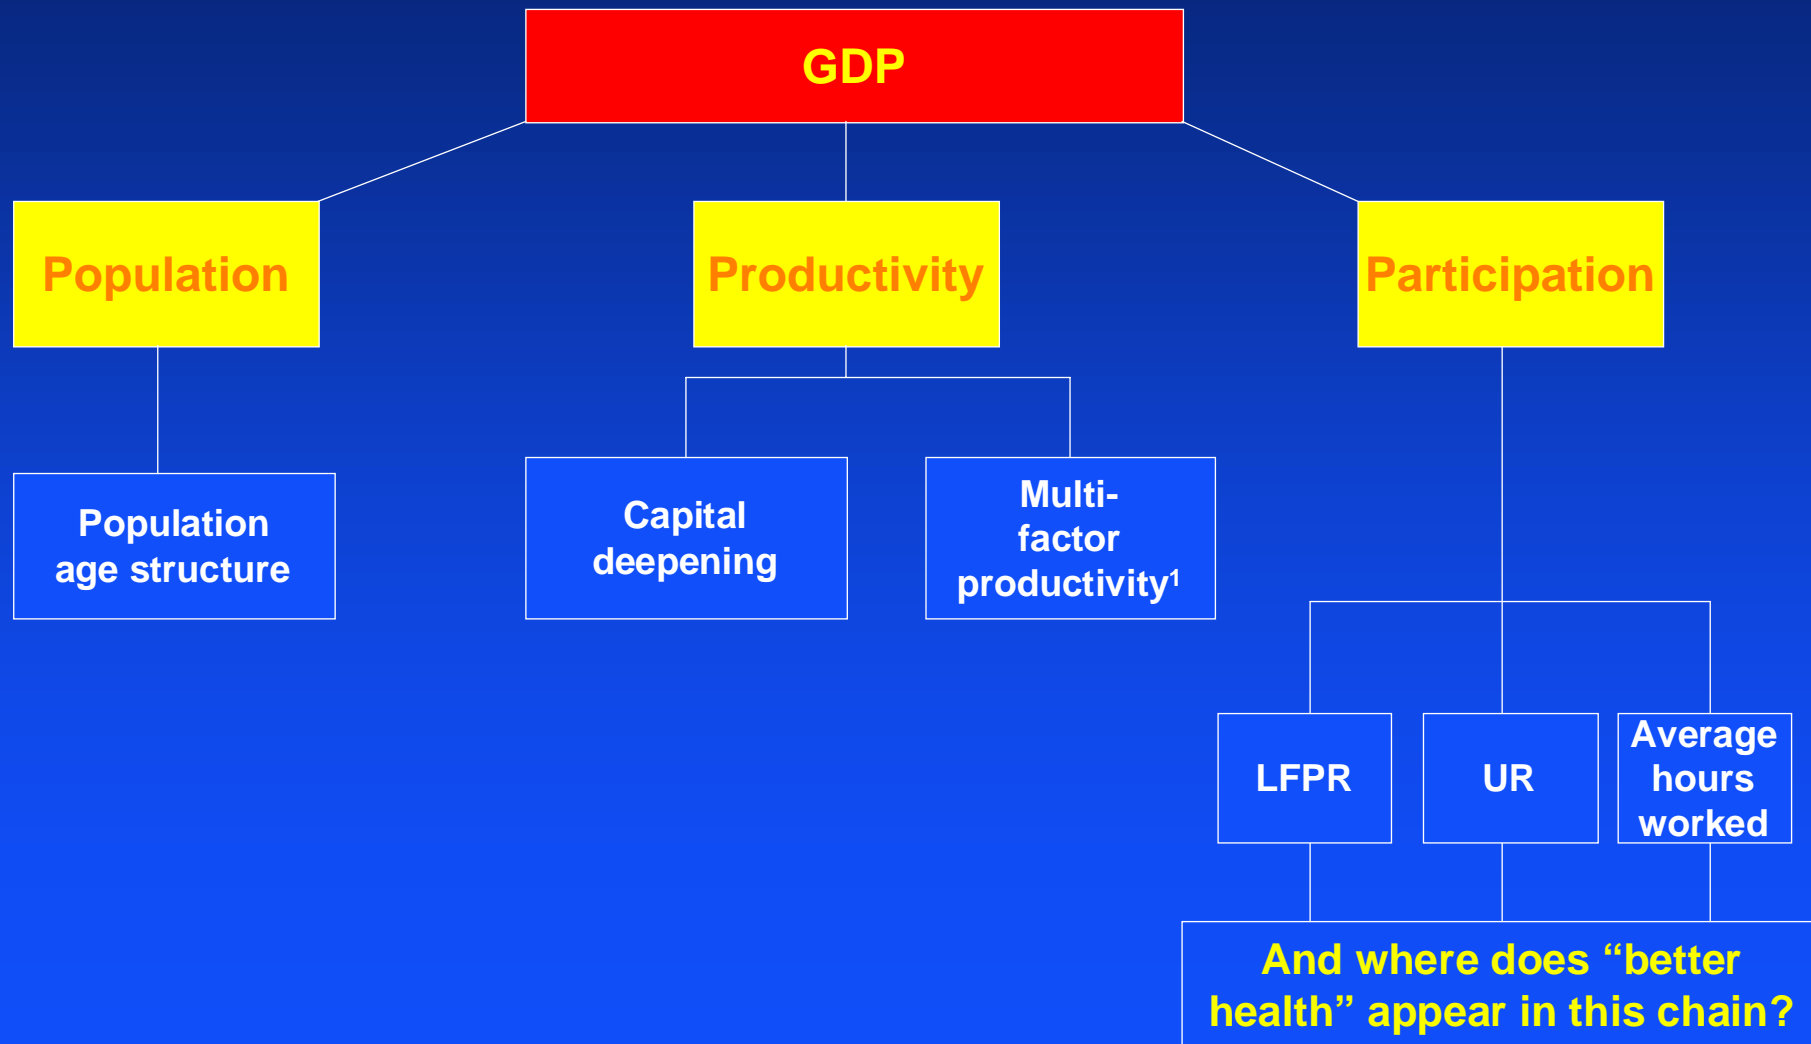 GDP
Population
Productivity
Participation
Population
age structure
Capital
deepening
Multi-
factor
productivity¹
LFPR
UR
Average
hours
worked
And where does “better
health” appear in this chain?